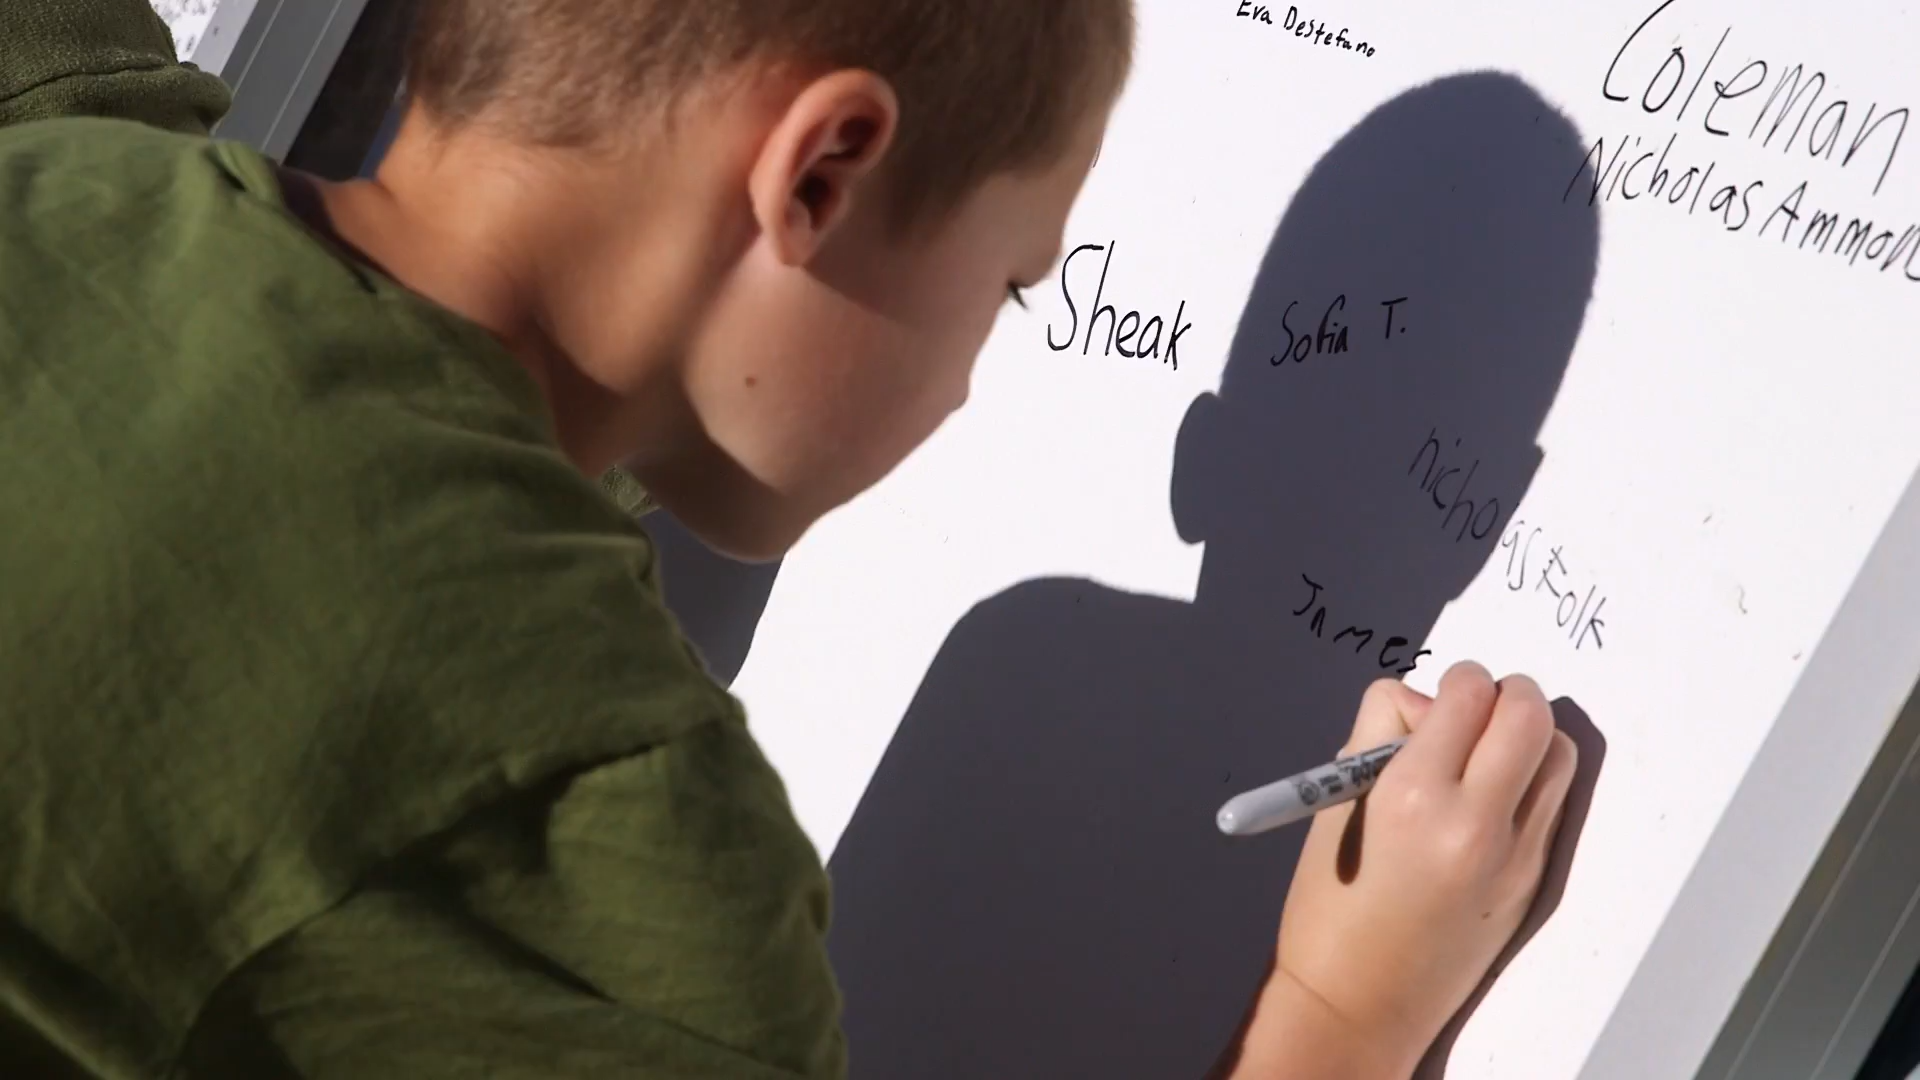 Eva Destefano
Coleman
Nicholas Ammon
Sheak
Sofia T.
nicholas Folk
James